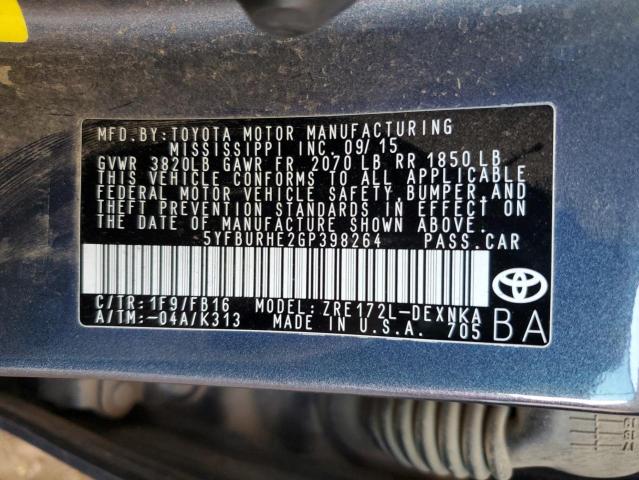 MFD.BY:TOYOTA MOTOR MANUFACTURING
MISSISSIPPI INC.09/15
GVWR 3820LB GAWR FR 2070 LB RR 1850 LB
THIS VEHICLE CONFORMS TO ALL APPLICABLE
FEDERAL MOTOR VEHICLE SAFETY, BUMPER, AND
THEFT PREVENTION STANDARDS IN EFFECT ON
THE DATE OF MANUFACTURE SHOWN ABOVE.
5YFBURHE2GP398264 PASS.CAR
C/TR:1F9/FB16 MODEL:ZRE172L-DEXNKA
A/TM:-04A/K313 MADE IN U.S.A. 705
BA